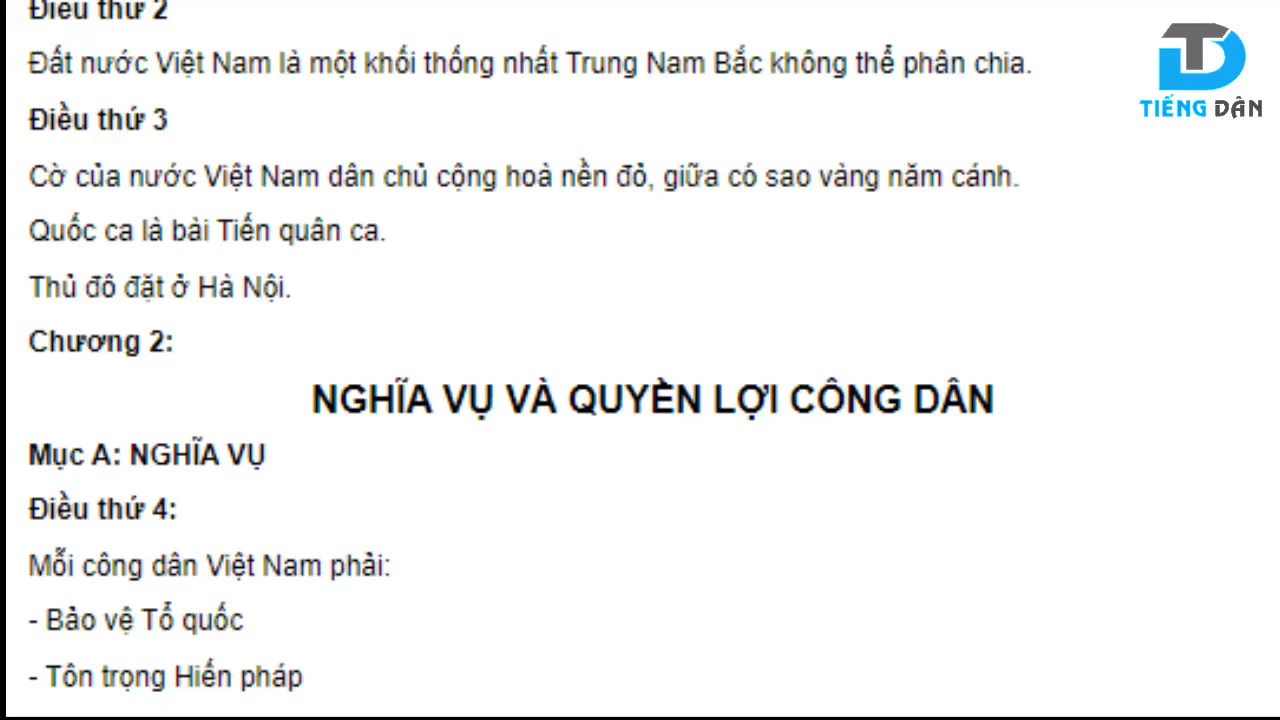 Điều thứ 2
Đất nước Việt Nam là một khối thống nhất Trung Nam Bắc không thể phân chia.
TIẾNG DÂN
Điều thứ 3
Cờ của nước Việt Nam dân chủ cộng hoà nền đỏ, giữa có sao vàng năm cánh.
Quốc ca là bài Tiến quân ca.
Thủ đô đặt ở Hà Nội.
Chương 2:
NGHĨA VỤ VÀ QUYỀN LỢI CÔNG DÂN
Mục A: NGHĨA VỤ
Điều thứ 4:
Mỗi công dân Việt Nam phải:
- Bảo vệ Tổ quốc
- Tôn trọng Hiến pháp